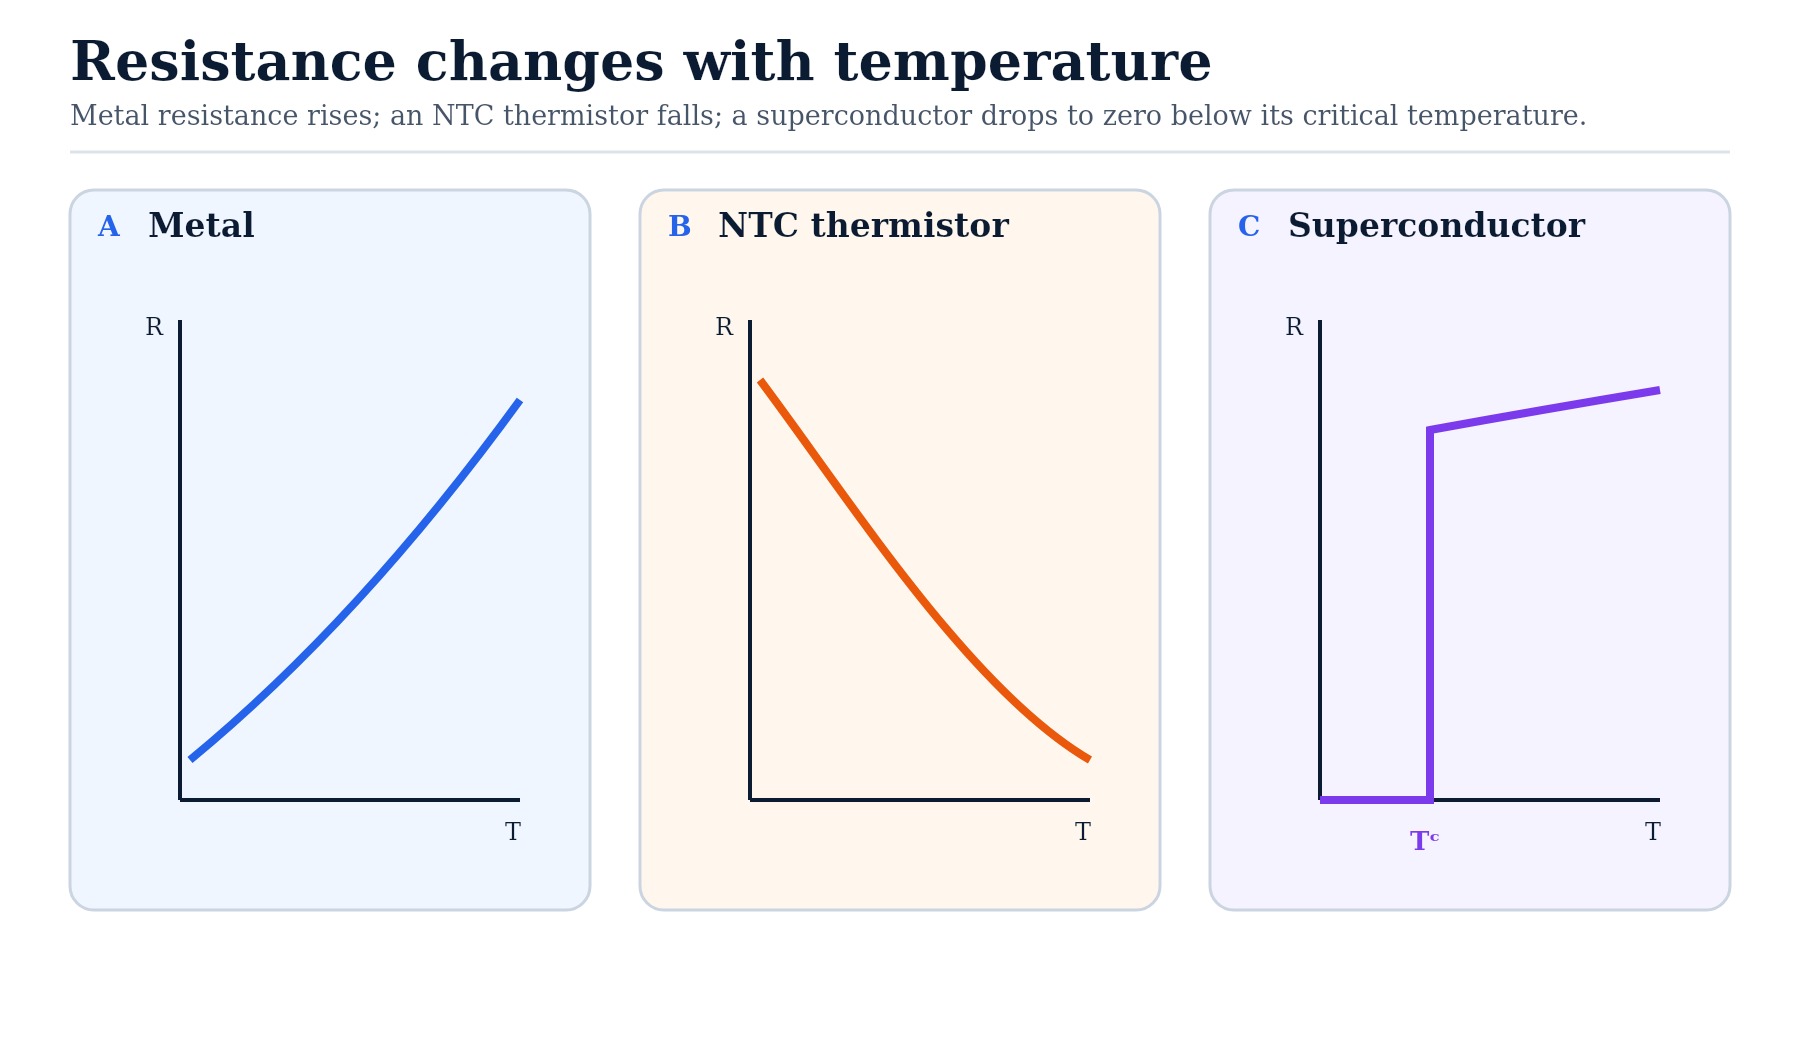 Resistance changes with temperature
Metal resistance rises; an NTC thermistor falls; a superconductor drops to zero below its critical temperature.
A Metal
R
T
B NTC thermistor
R
T
C Superconductor
R
Tᶜ
T